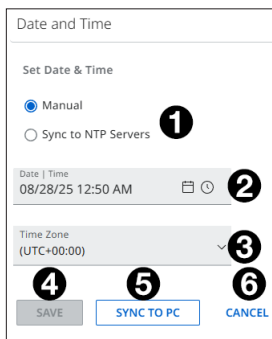 Date and Time
Set Date & Time
Manual
1
Sync to NTP Servers
Date | Time
08/28/25 12:50 AM
2
Time Zone
(UTC+00:00)
3
4 5 6
SAVE SYNC TO PC CANCEL